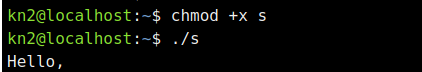 kn2@localhost:~$ chmod +x s
kn2@localhost:~$ ./s
Hello,